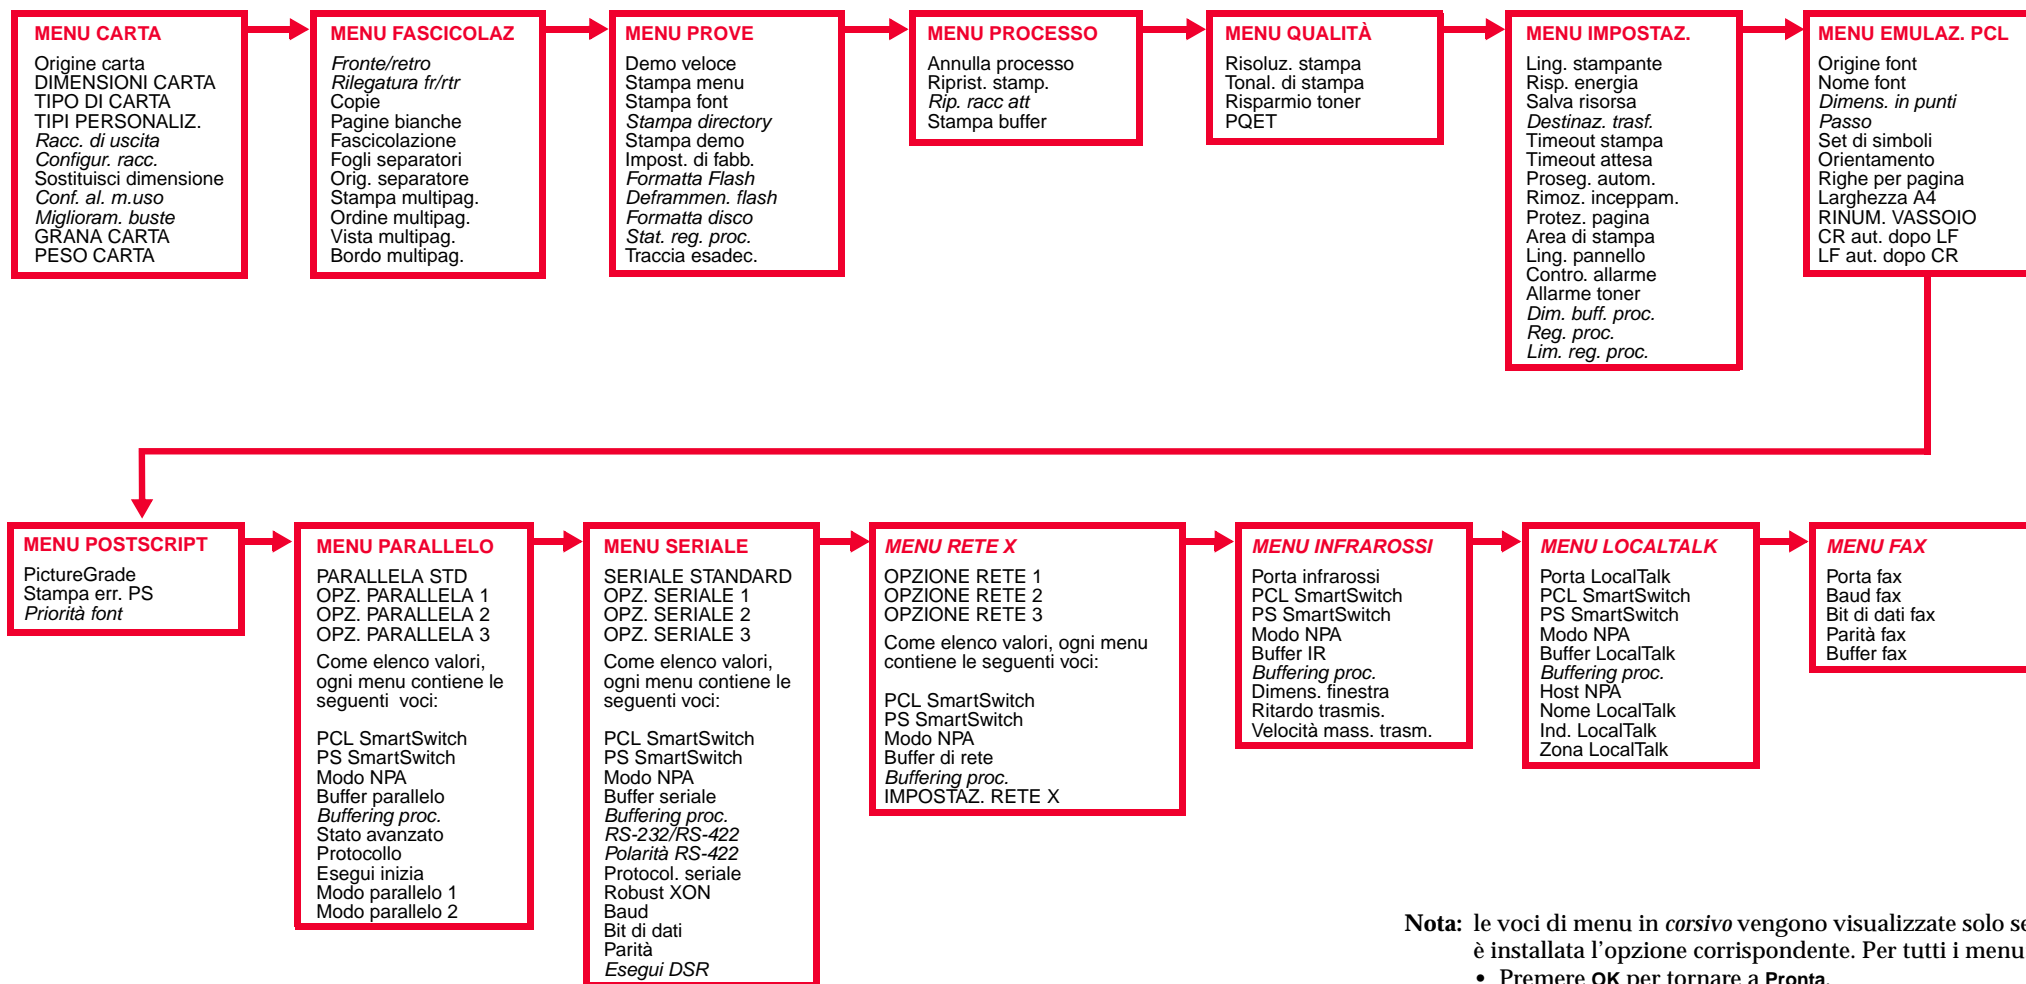 MENU CARTA
Origine carta
DIMENSIONI CARTA
TIPO DI CARTA
TIPI PERSONALIZ.
Racc. di uscita
Configur. racc.
Sostituisci dimensione
Conf. al. m.uso
Miglioram. buste
GRANA CARTA
PESO CARTA
MENU FASCICOLAZ
Fronte/retro
Rilegatura fr/rtr
Copie
Pagine bianche
Fascicolazione
Fogli separatori
Orig. separatore
Stampa multipag.
Ordine multipag.
Vista multipag.
Bordo multipag.
MENU PROVE
Demo veloce
Stampa menu
Stampa font
Stampa directory
Stampa demo
Impost. di fabb.
Formatta Flash
Deframmen. flash
Formatta disco
Stat. reg. proc.
Traccia esadec.
MENU PROCESSO
Annulla processo
Riprist. stamp.
Rip. racc att
Stampa buffer
MENU QUALITÀ
Risoluz. stampa
Tonal. di stampa
Risparmio toner
PQET
MENU IMPOSTAZ.
Ling. stampante
Risp. energia
Salva risorsa
Destinaz. trasf.
Timeout stampa
Timeout attesa
Proseg. autom.
Rimoz. inceppam.
Protez. pagina
Area di stampa
Ling. pannello
Contro. allarme
Allarme toner
Dim. buff. proc.
Reg. proc.
Lim. reg. proc.
MENU EMULAZ. PCL
Origine font
Nome font
Dimens. in punti
Passo
Set di simboli
Orientamento
Righe per pagina
Larghezza A4
RINUM. VASSOIO
CR aut. dopo LF
LF aut. dopo CR
MENU POSTSCRIPT
PictureGrade
Stampa err. PS
Priorità font
MENU PARALLELO
PARALLELA STD
OPZ. PARALLELA 1
OPZ. PARALLELA 2
OPZ. PARALLELA 3
Come elenco valori,
ogni menu contiene le
seguenti voci:
PCL SmartSwitch
PS SmartSwitch
Modo NPA
Buffer parallelo
Buffering proc.
Stato avanzato
Protocollo
Esegui inizia
Modo parallelo 1
Modo parallelo 2
MENU SERIALE
SERIALE STANDARD
OPZ. SERIALE 1
OPZ. SERIALE 2
OPZ. SERIALE 3
Come elenco valori,
ogni menu contiene le
seguenti voci:
PCL SmartSwitch
PS SmartSwitch
Modo NPA
Buffer seriale
Buffering proc.
RS-232/RS-422
Polarità RS-422
Protocol. seriale
Robust XON
Baud
Bit di dati
Parità
Esegui DSR
MENU RETE X
OPZIONE RETE 1
OPZIONE RETE 2
OPZIONE RETE 3
Come elenco valori, ogni menu
contiene le seguenti voci:
PCL SmartSwitch
PS SmartSwitch
Modo NPA
Buffer di rete
Buffering proc.
IMPOSTAZ. RETE X
MENU INFRAROSSI
Porta infrarossi
PCL SmartSwitch
PS SmartSwitch
Modo NPA
Buffer IR
Buffering proc.
Dimens. finestra
Ritardo trasmis.
Velocità mass. trasm.
MENU LOCALTALK
Porta LocalTalk
PCL SmartSwitch
PS SmartSwitch
Modo NPA
Buffer LocalTalk
Buffering proc.
Host NPA
Nome LocalTalk
Ind. LocalTalk
Zona LocalTalk
MENU FAX
Porta fax
Baud fax
Bit di dati fax
Parità fax
Buffer fax
Nota: le voci di menu in corsivo vengono visualizzate solo se
è installata l'opzione corrispondente. Per tutti i menu
• Premere OK per tornare a Pronta.